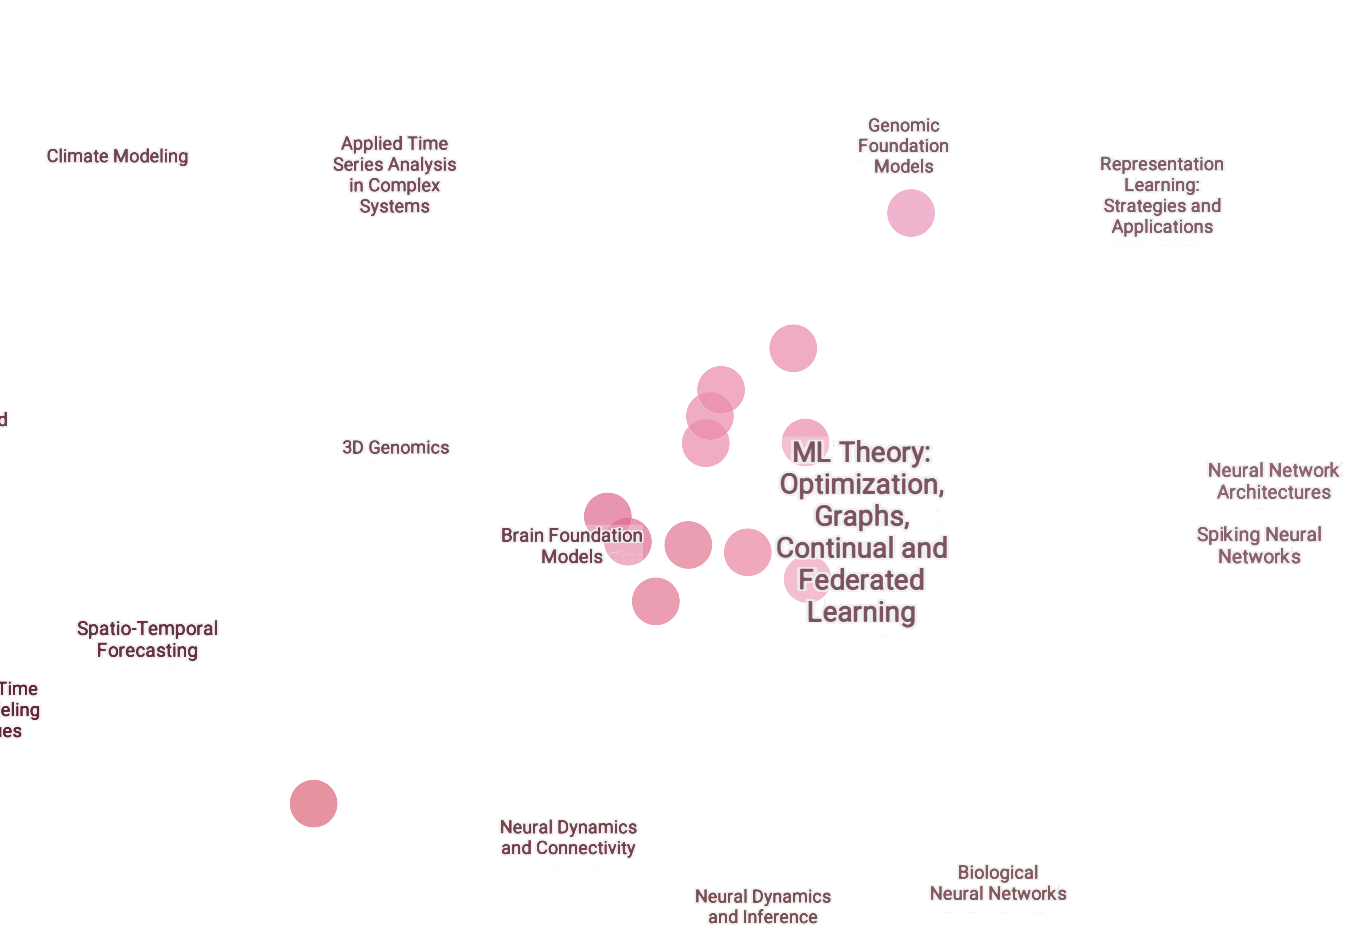 Climate Modeling
Applied Time
Series Analysis
in Complex
Systems
Genomic
Foundation
Models
Representation
Learning:
Strategies and
Applications
d
3D Genomics
ML Theory:
Optimization,
Graphs,
Continual and
Federated
Learning
Neural Network
Architectures
Brain Foundation
Models
Spiking Neural
Networks
Spatio-Temporal
Forecasting
Time
eling
ues
Neural Dynamics
and Connectivity
Neural Dynamics
and Inference
Biological
Neural Networks